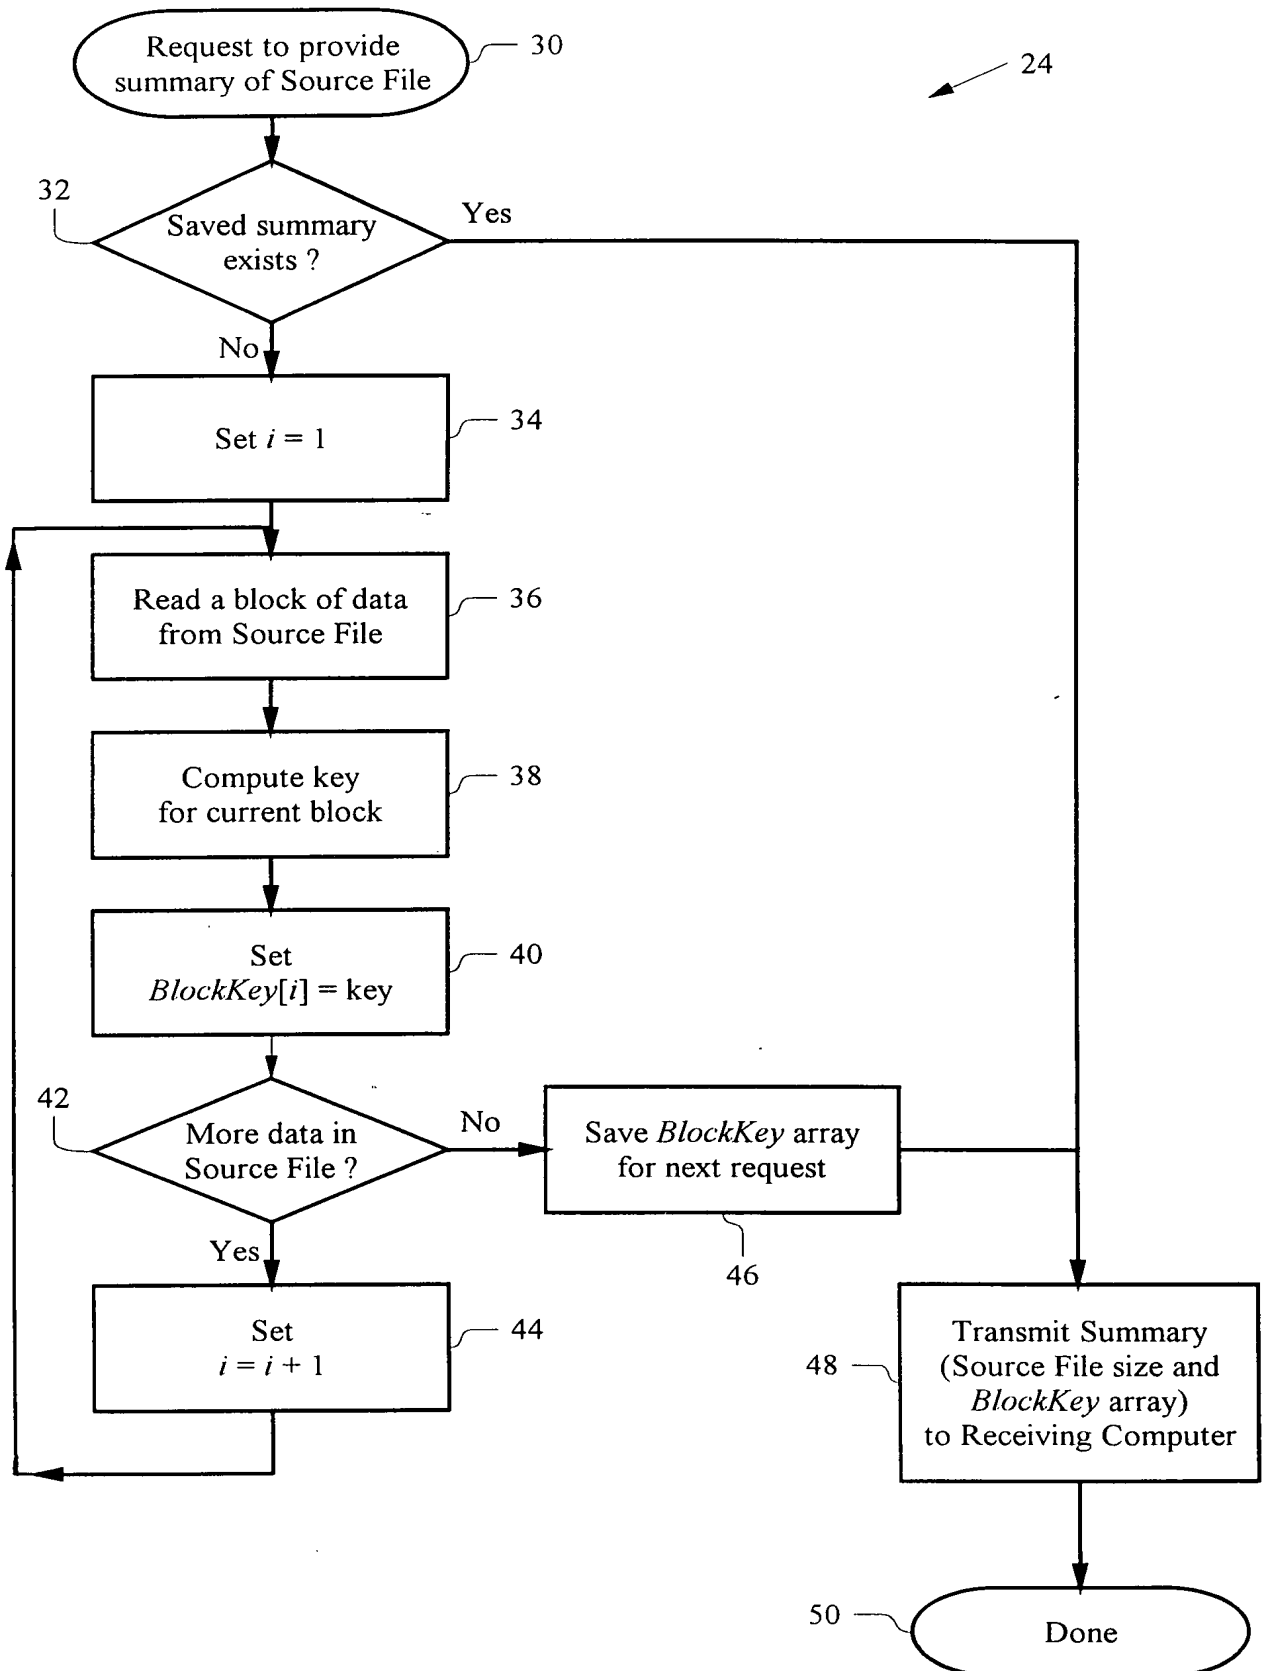 Request to provide
summary of Source File
30
24
32
Saved summary
exists ?
Yes
No
Set i = 1
34
Read a block of data
from Source File
36
Compute key
for current block
38
Set
BlockKey[i] = key
40
42
More data in
Source File ?
No
Save BlockKey array
for next request
46
Yes
Set
i = i + 1
44
48
Transmit Summary
(Source File size and
BlockKey array)
to Receiving Computer
50
Done